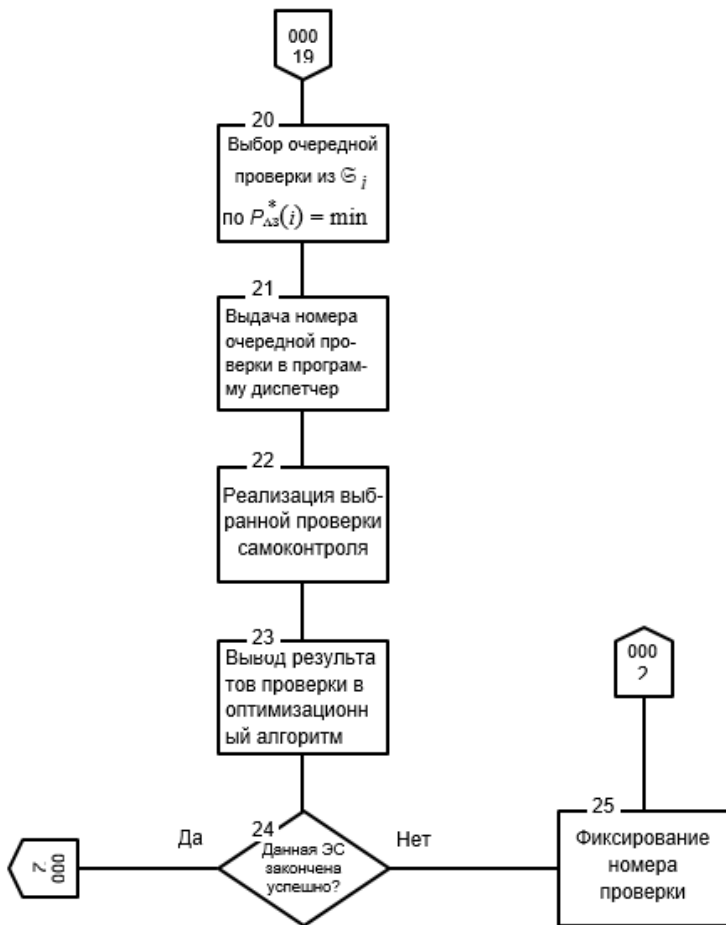 000
19
20
Выбор очередной
проверки из 𝔖 i
по P*ΛЗ(i) = min
21
Выдача номера
очередной про-
верки в програм-
му диспетчер
22
Реализация выб-
ранной проверки
самоконтроля
23
Вывод результа
тов проверки в
оптимизационн
ый алгоритм
000
2
24
Данная ЭС
закончена
успешно?
Да
Нет
000
2
25
Фиксирование
номера
проверки